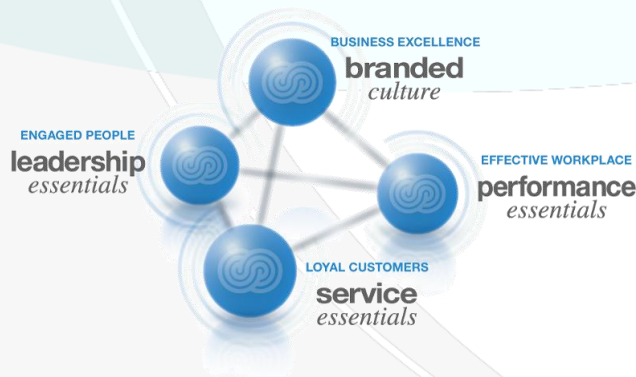 BUSINESS EXCELLENCE
branded
culture
ENGAGED PEOPLE
leadership
essentials
EFFECTIVE WORKPLACE
performance
essentials
LOYAL CUSTOMERS
service
essentials